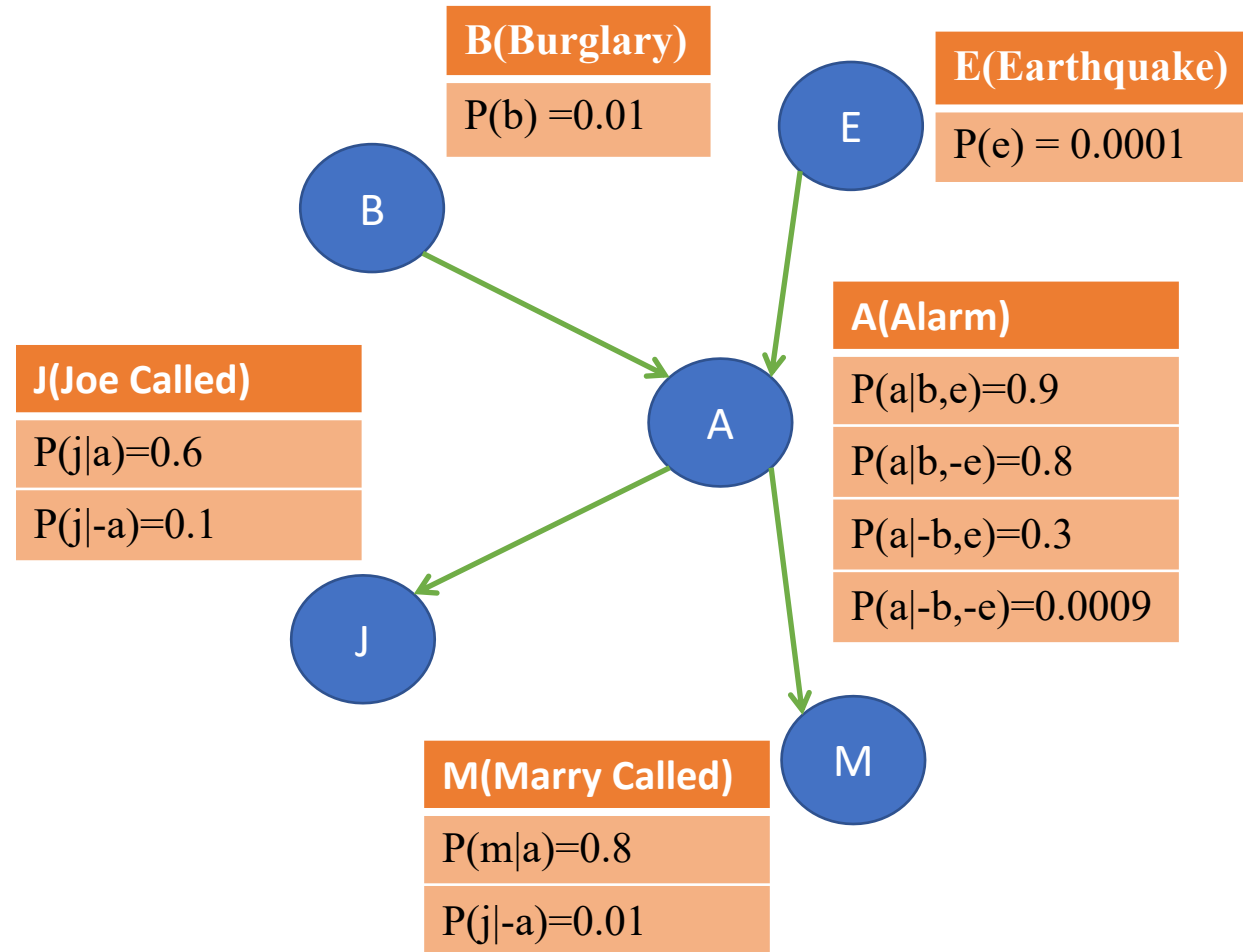 B(Burglary)
P(b) =0.01
E(Earthquake)
P(e) = 0.0001
B
E
A(Alarm)
P(a|b,e)=0.9
P(a|b,-e)=0.8
P(a|-b,e)=0.3
P(a|-b,-e)=0.0009
J(Joe Called)
P(j|a)=0.6
P(j|-a)=0.1
A
J
M(Marry Called)
P(m|a)=0.8
P(j|-a)=0.01
M